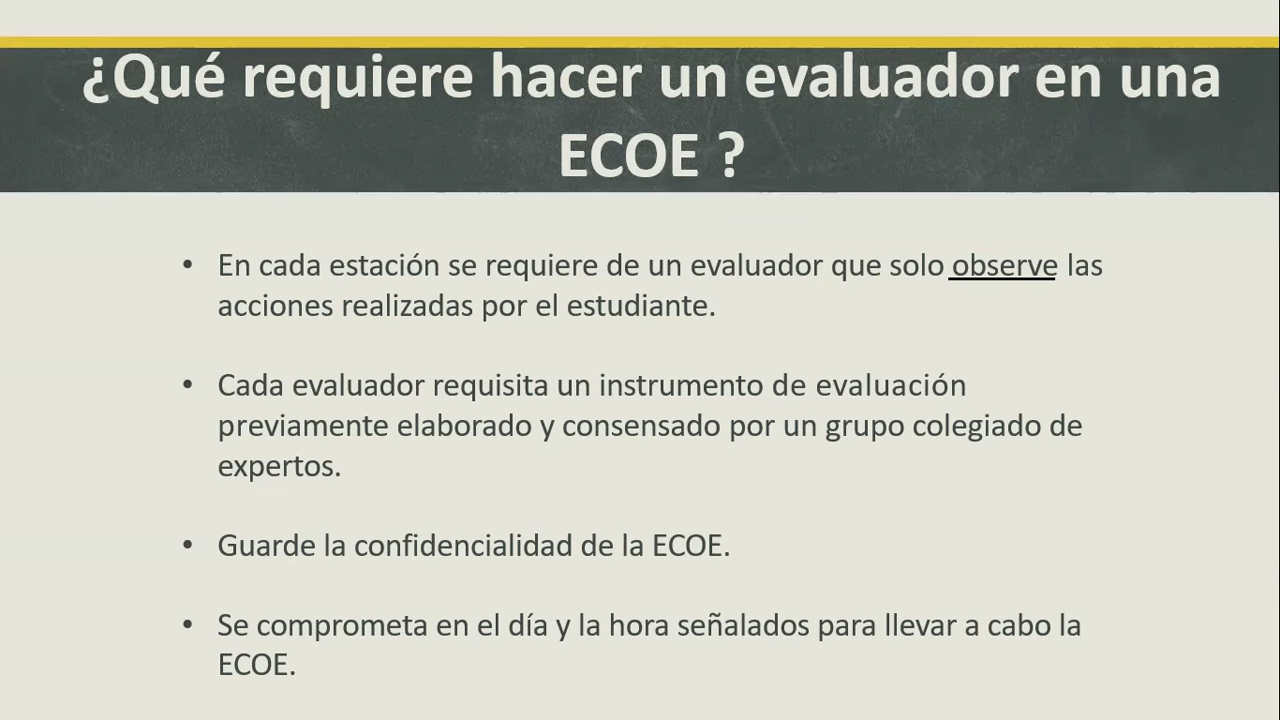 ¿Qué requiere hacer un evaluador en una
ECOE ?
• En cada estación se requiere de un evaluador que solo observe las
acciones realizadas por el estudiante.
• Cada evaluador requisita un instrumento de evaluación
previamente elaborado y consensado por un grupo colegiado de
expertos.
• Guarde la confidencialidad de la ECOE.
• Se comprometa en el día y la hora señalados para llevar a cabo la
ECOE.